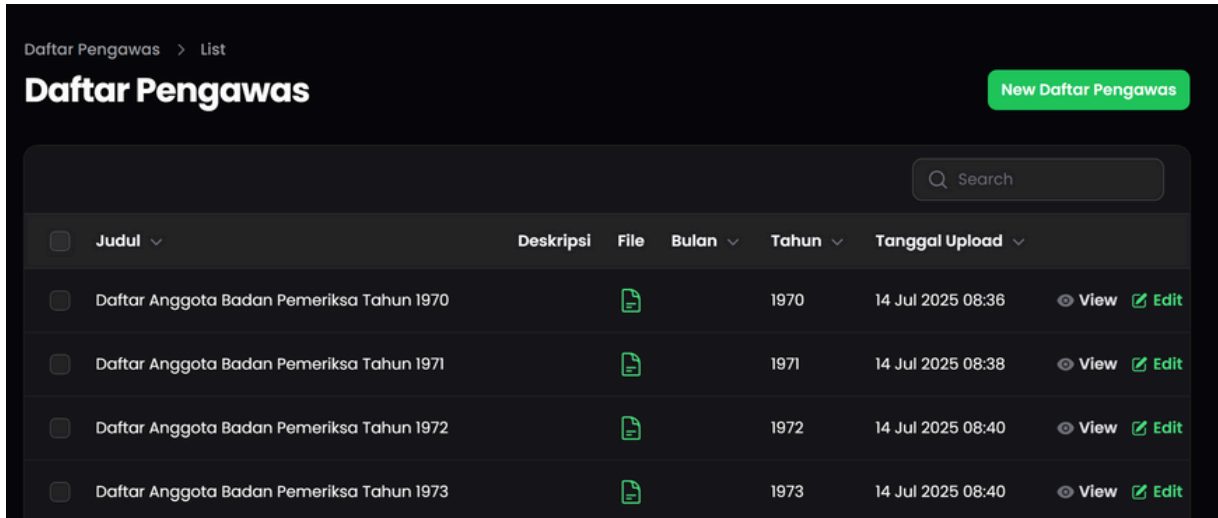 Daftar Pengawas > List
Daftar Pengawas
New Daftar Pengawas
Search
Judul Deskripsi File Bulan Tahun Tanggal Upload
Daftar Anggota Badan Pemeriksa Tahun 1970 1970 14 Jul 2025 08:36 View Edit
Daftar Anggota Badan Pemeriksa Tahun 1971 1971 14 Jul 2025 08:38 View Edit
Daftar Anggota Badan Pemeriksa Tahun 1972 1972 14 Jul 2025 08:40 View Edit
Daftar Anggota Badan Pemeriksa Tahun 1973 1973 14 Jul 2025 08:40 View Edit